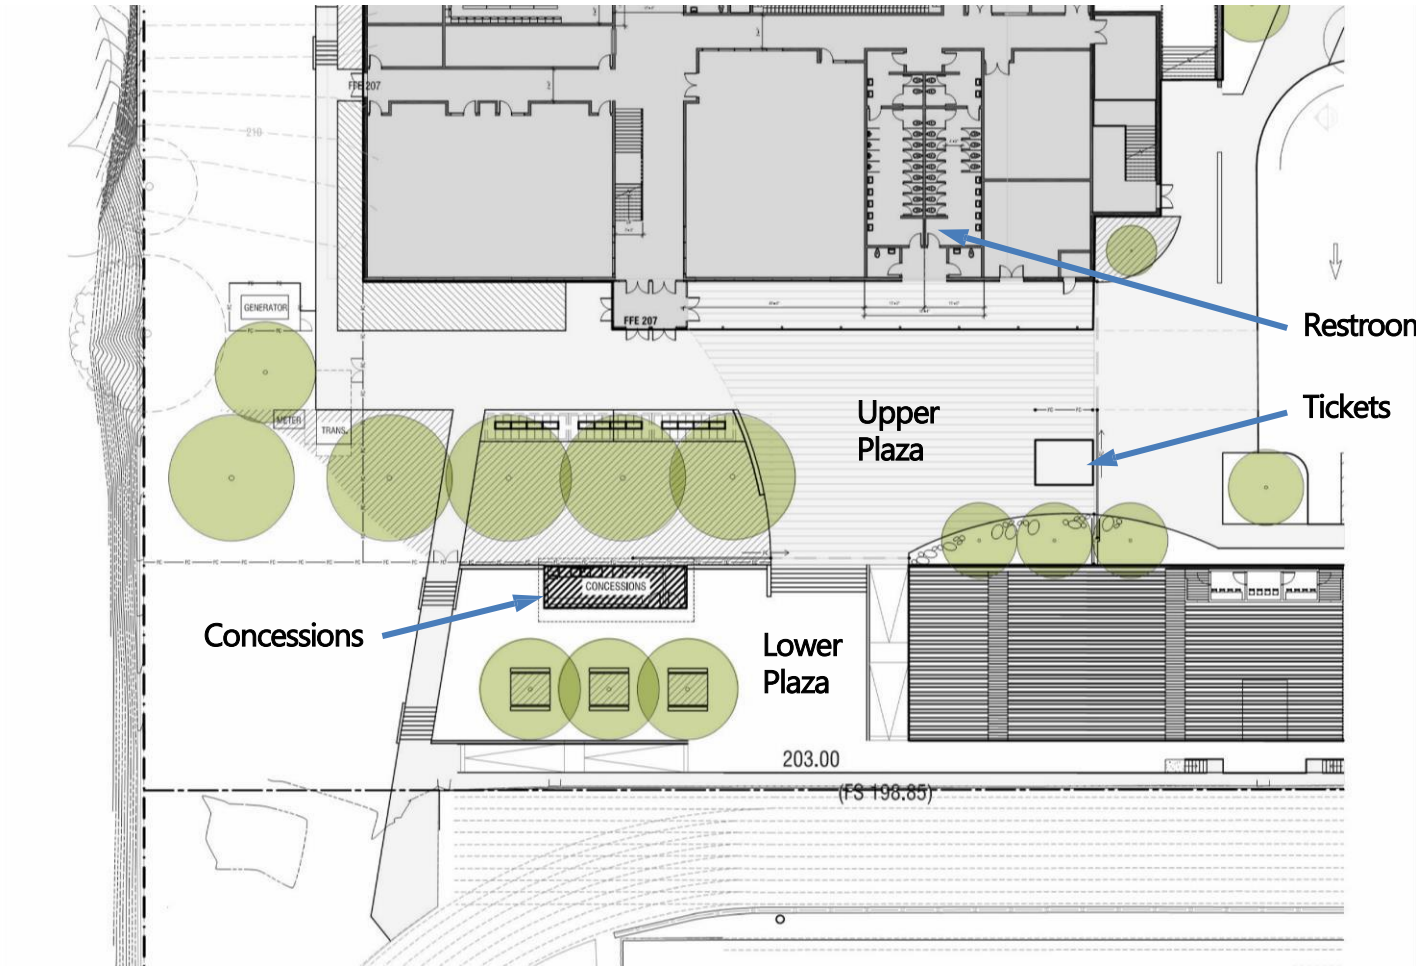 FFE 207
210
GENERATOR
FFE 207
Restroom
Tickets
Upper
Plaza
METER
TRANS.
CONCESSIONS
Concessions
Lower
Plaza
203.00
(FS 198.85)